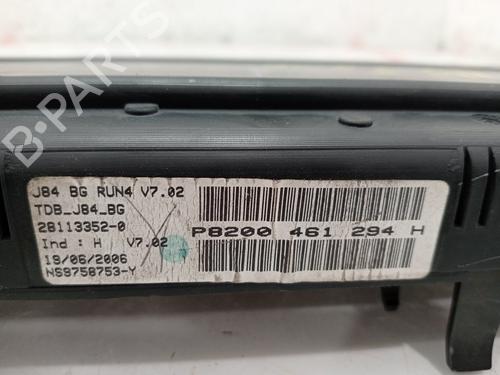 J84 BG RUN4 V7.02
TDB_J84_BG
28113352-0
Ind : H V7.02
19/06/2006
NS9758753-Y
P8200 461 294 H
B-PARTS